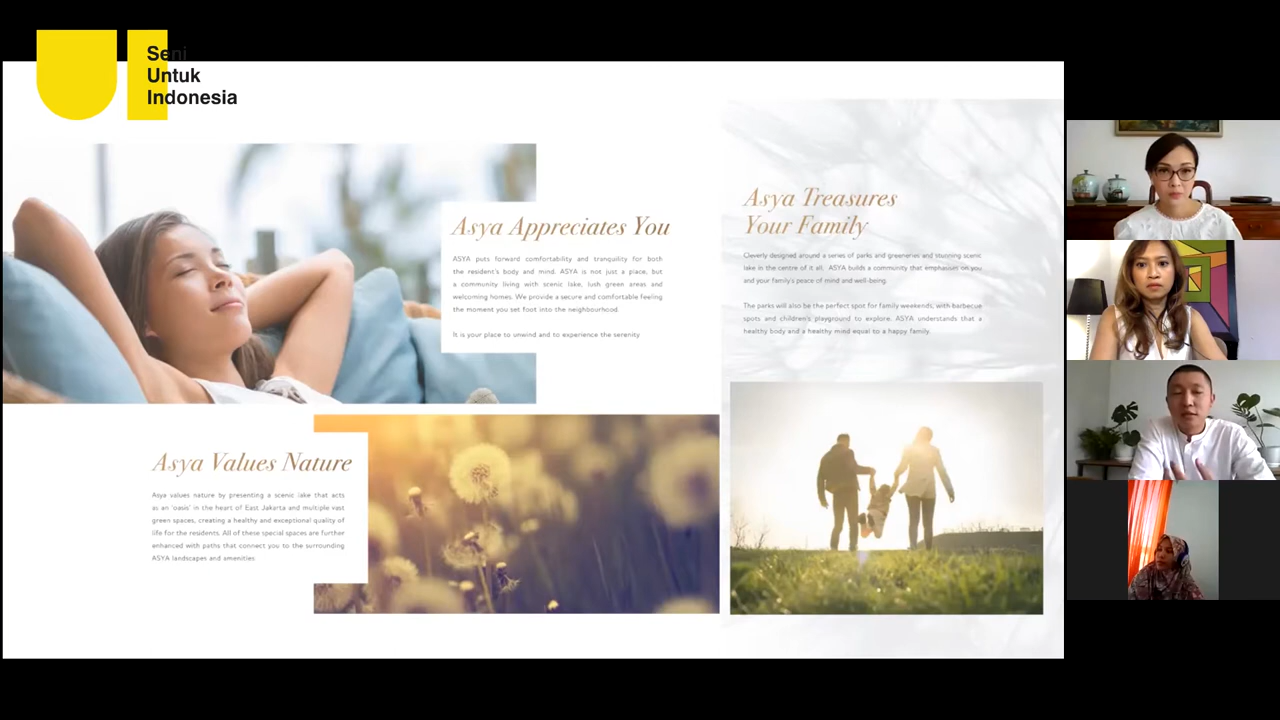 Seni
Untuk
Indonesia
Asya Appreciates You
ASYA puts forward comfortability and tranquility for both
the resident's body and mind. ASYA is not just a place, but
a community living with scenic lake, lush green areas and
welcoming homes. We provide a secure and comfortable feeling
the moment you set foot into the neighbourhood.
It is your place to unwind and to experience the serenity
Asya Values Nature
Asya values nature by presenting a scenic lake that acts
as an 'oasis' in the heart of East Jakarta and multiple vast
green spaces, creating a healthy and exceptional quality of
life for the residents. All of these special spaces are further
enhanced with paths that connect you to the surrounding
ASYA landscapes and amenities
Asya Treasures
Your Family
Cleverly designed around a series of parks and greeneries and stunning scenic
lake in the centre of it all. ASYA builds a community that emphasises on you
and your family's peace of mind and well-being.
The parks will also be the perfect spot for family weekends, with barbecue
spots and children's playground to explore. ASYA understands that a
healthy body and a healthy mind equal to a happy family.